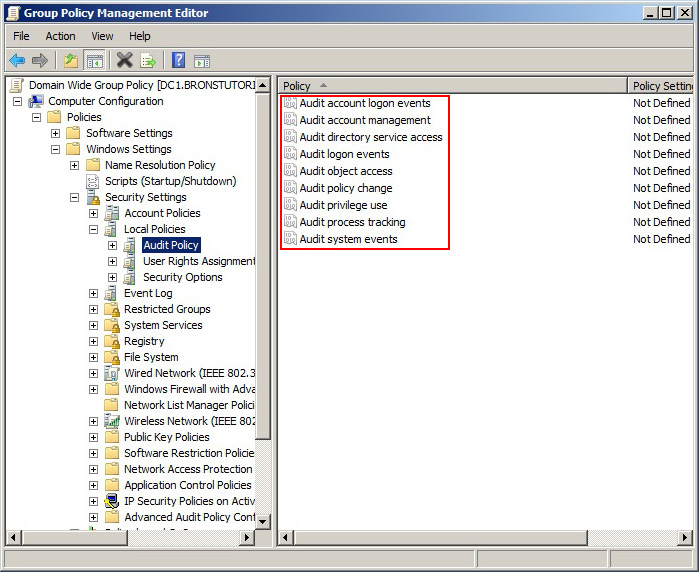 Group Policy Management Editor
File Action View Help
Domain Wide Group Policy [DC1.BRONSTUTORI
Computer Configuration
Policies
Software Settings
Windows Settings
Name Resolution Policy
Scripts (Startup/Shutdown)
Security Settings
Account Policies
Local Policies
Audit Policy
User Rights Assignment
Security Options
Event Log
Restricted Groups
System Services
Registry
File System
Wired Network (IEEE 802.3
Windows Firewall with Adva
Network List Manager Polici
Wireless Network (IEEE 802
Public Key Policies
Software Restriction Policie
Network Access Protection
Application Control Policies
IP Security Policies on Activ
Advanced Audit Policy Conf
Policy Policy Setting
Audit account logon events Not Defined
Audit account management Not Defined
Audit directory service access Not Defined
Audit logon events Not Defined
Audit object access Not Defined
Audit policy change Not Defined
Audit privilege use Not Defined
Audit process tracking Not Defined
Audit system events Not Defined